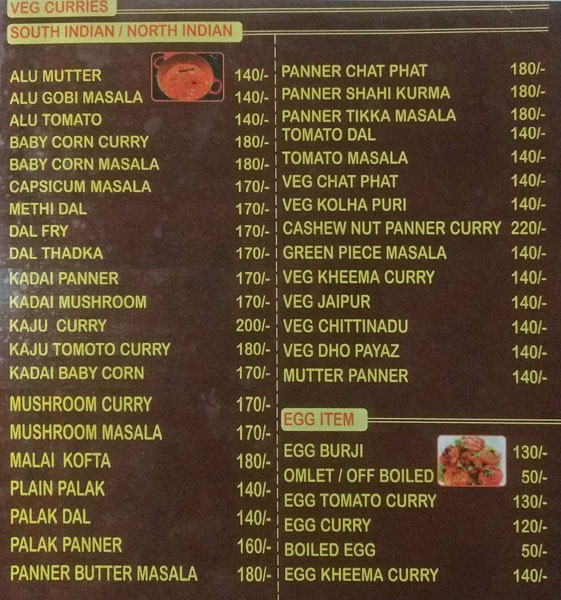 VEG CURRIES
SOUTH INDIAN / NORTH INDIAN
ALU MUTTER 140/-
ALU GOBI MASALA 140/-
ALU TOMATO 140/-
BABY CORN CURRY 180/-
BABY CORN MASALA 180/-
CAPSICUM MASALA 170/-
METHI DAL 170/-
DAL FRY 170/-
DAL THADKA 170/-
KADAI PANNER 170/-
KADAI MUSHROOM 170/-
KAJU CURRY 200/-
KAJU TOMOTO CURRY 180/-
KADAI BABY CORN 170/-
MUSHROOM CURRY 170/-
MUSHROOM MASALA 170/-
MALAI KOFTA 180/-
PLAIN PALAK 140/-
PALAK DAL 140/-
PALAK PANNER 160/-
PANNER BUTTER MASALA 180/-
PANNER CHAT PHAT 180/-
PANNER SHAHI KURMA 180/-
PANNER TIKKA MASALA 180/-
TOMATO DAL 140/-
TOMATO MASALA 140/-
VEG CHAT PHAT 140/-
VEG KOLHA PURI 140/-
CASHEW NUT PANNER CURRY 220/-
GREEN PIECE MASALA 140/-
VEG KHEEMA CURRY 140/-
VEG JAIPUR 140/-
VEG CHITTINADU 140/-
VEG DHO PAYAZ 140/-
MUTTER PANNER 140/-
EGG ITEM
EGG BURJI 130/-
OMLET / OFF BOILED 50/-
EGG TOMATO CURRY 130/-
EGG CURRY 120/-
BOILED EGG 50/-
EGG KHEEMA CURRY 140/-